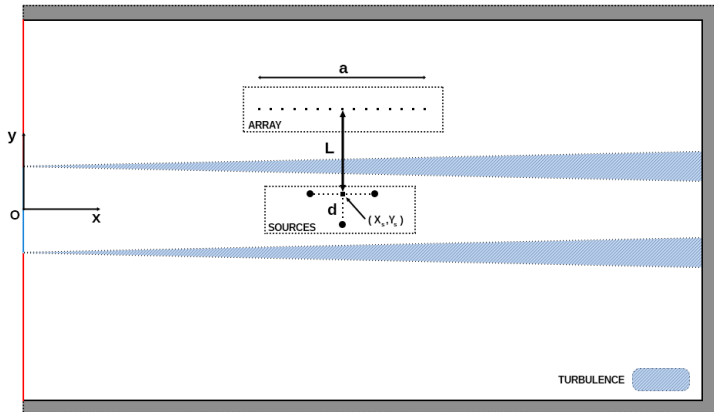 a
ARRAY
y
L
d
(Xs,Ys)
SOURCES
O
x
TURBULENCE